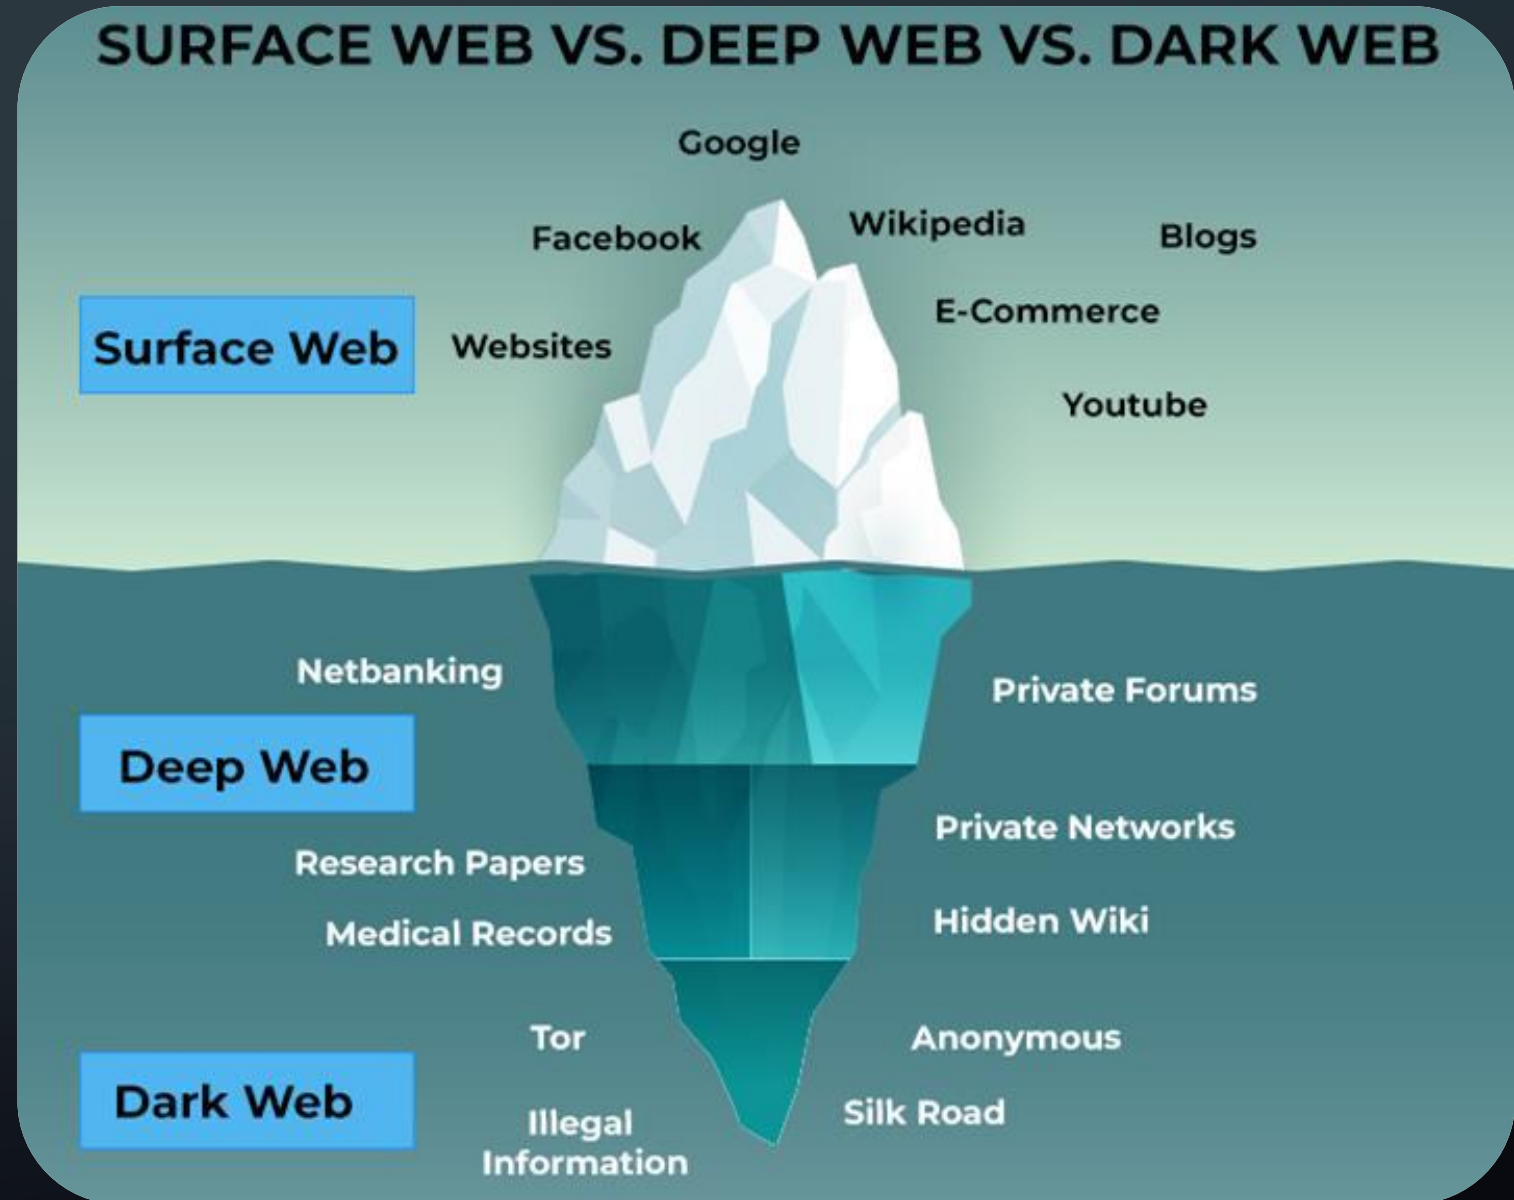 SURFACE WEB VS. DEEP WEB VS. DARK WEB
Google
Facebook
Wikipedia
Blogs
E-Commerce
Surface Web
Websites
Youtube
Netbanking
Private Forums
Deep Web
Private Networks
Research Papers
Hidden Wiki
Medical Records
Tor
Anonymous
Dark Web
Silk Road
Illegal
Information